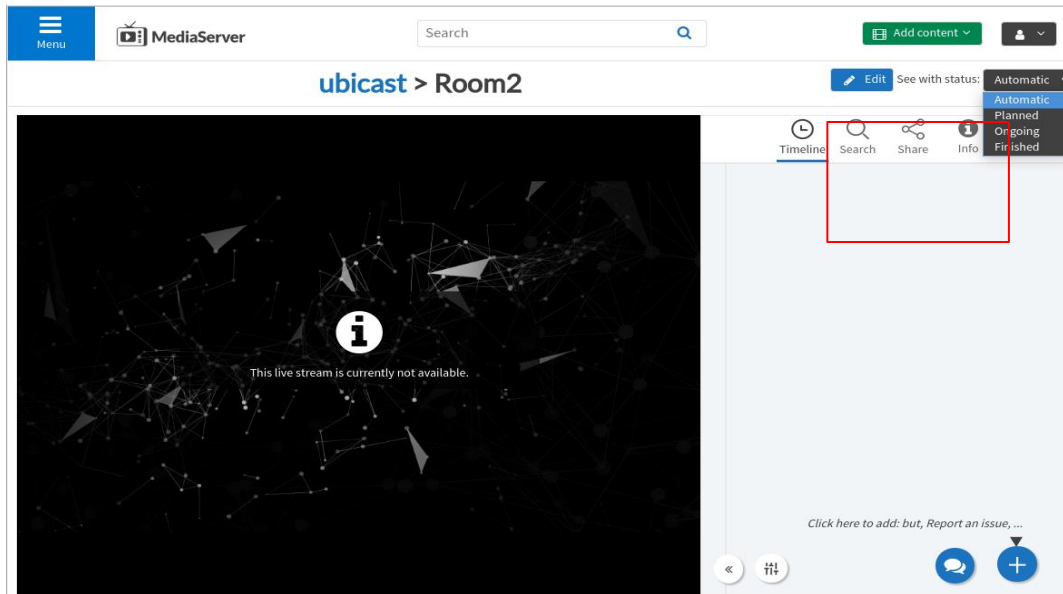 Menu
MediaServer
Search
Add content
ubicast > Room2
Edit
See with status:
Automatic
Automatic
Planned
Ongoing
Finished
Timeline
Search
Share
Info
This live stream is currently not available.
Click here to add: but, Report an issue, ...